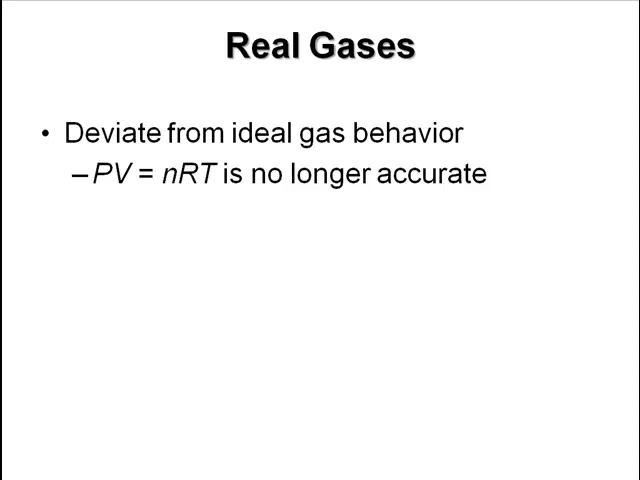 Real Gases
• Deviate from ideal gas behavior
– PV = nRT is no longer accurate